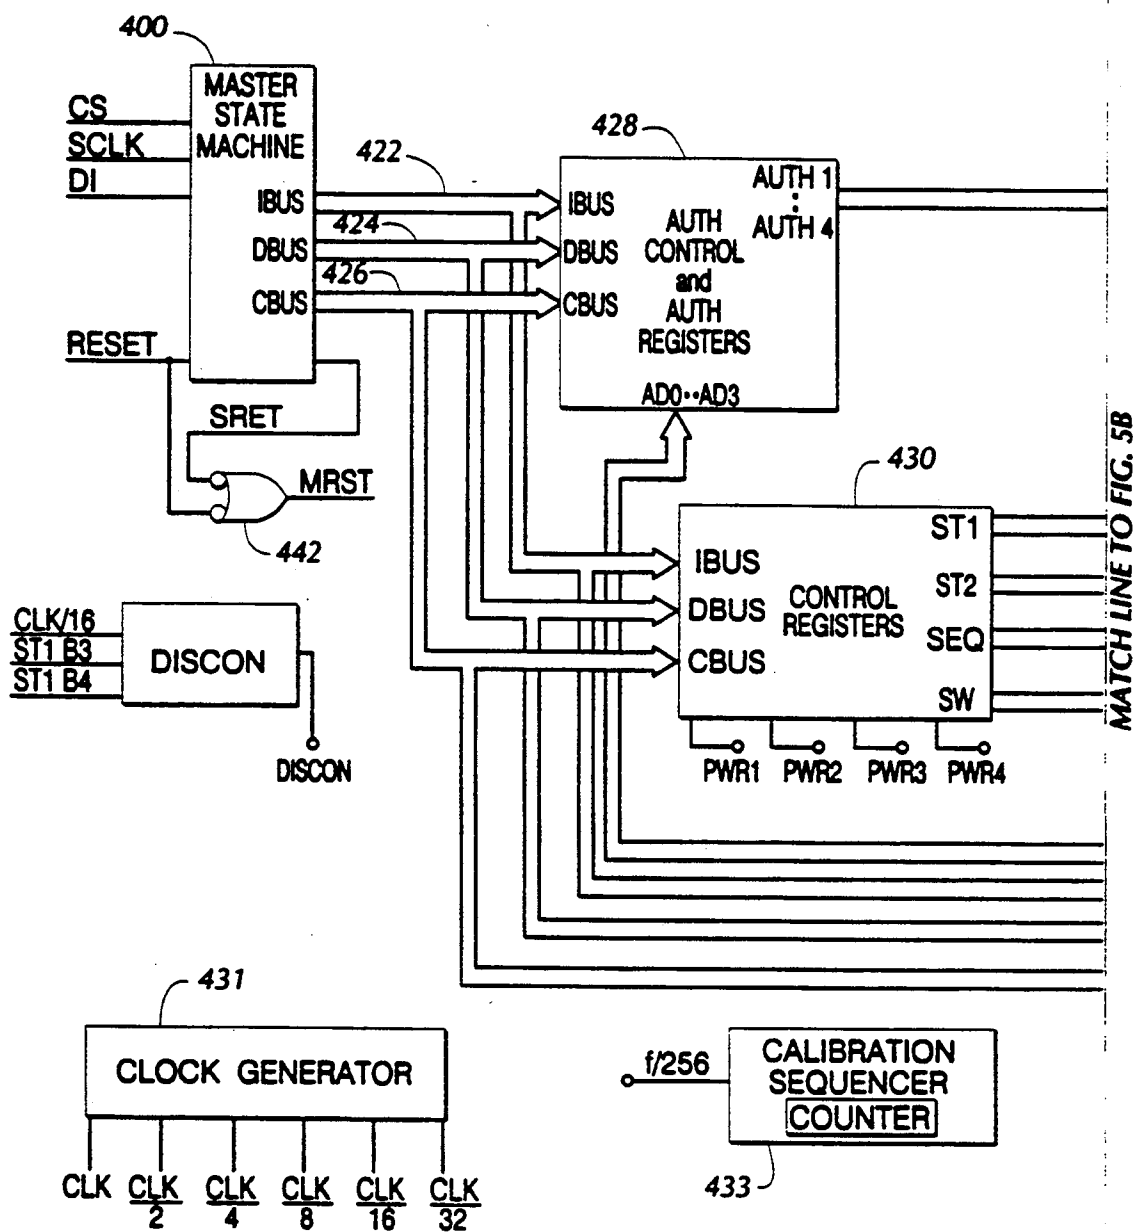 400
MASTER
STATE
MACHINE
CS
SCLK
DI
IBUS
DBUS
CBUS
RESET
422
424
426
428
AUTH 1
AUTH 4
IBUS
DBUS
CBUS
AUTH
CONTROL
and
AUTH
REGISTERS
AD0··AD3
SRET
MRST
442
430
ST1
ST2
SEQ
SW
IBUS
DBUS
CBUS
CONTROL
REGISTERS
PWR1 PWR2 PWR3 PWR4
MATCH LINE TO FIG. 5B
CLK/16
ST1 B3
ST1 B4
DISCON
DISCON
431
CLOCK GENERATOR
CLK CLK/2 CLK/4 CLK/8 CLK/16 CLK/32
f/256
CALIBRATION
SEQUENCER
COUNTER
433